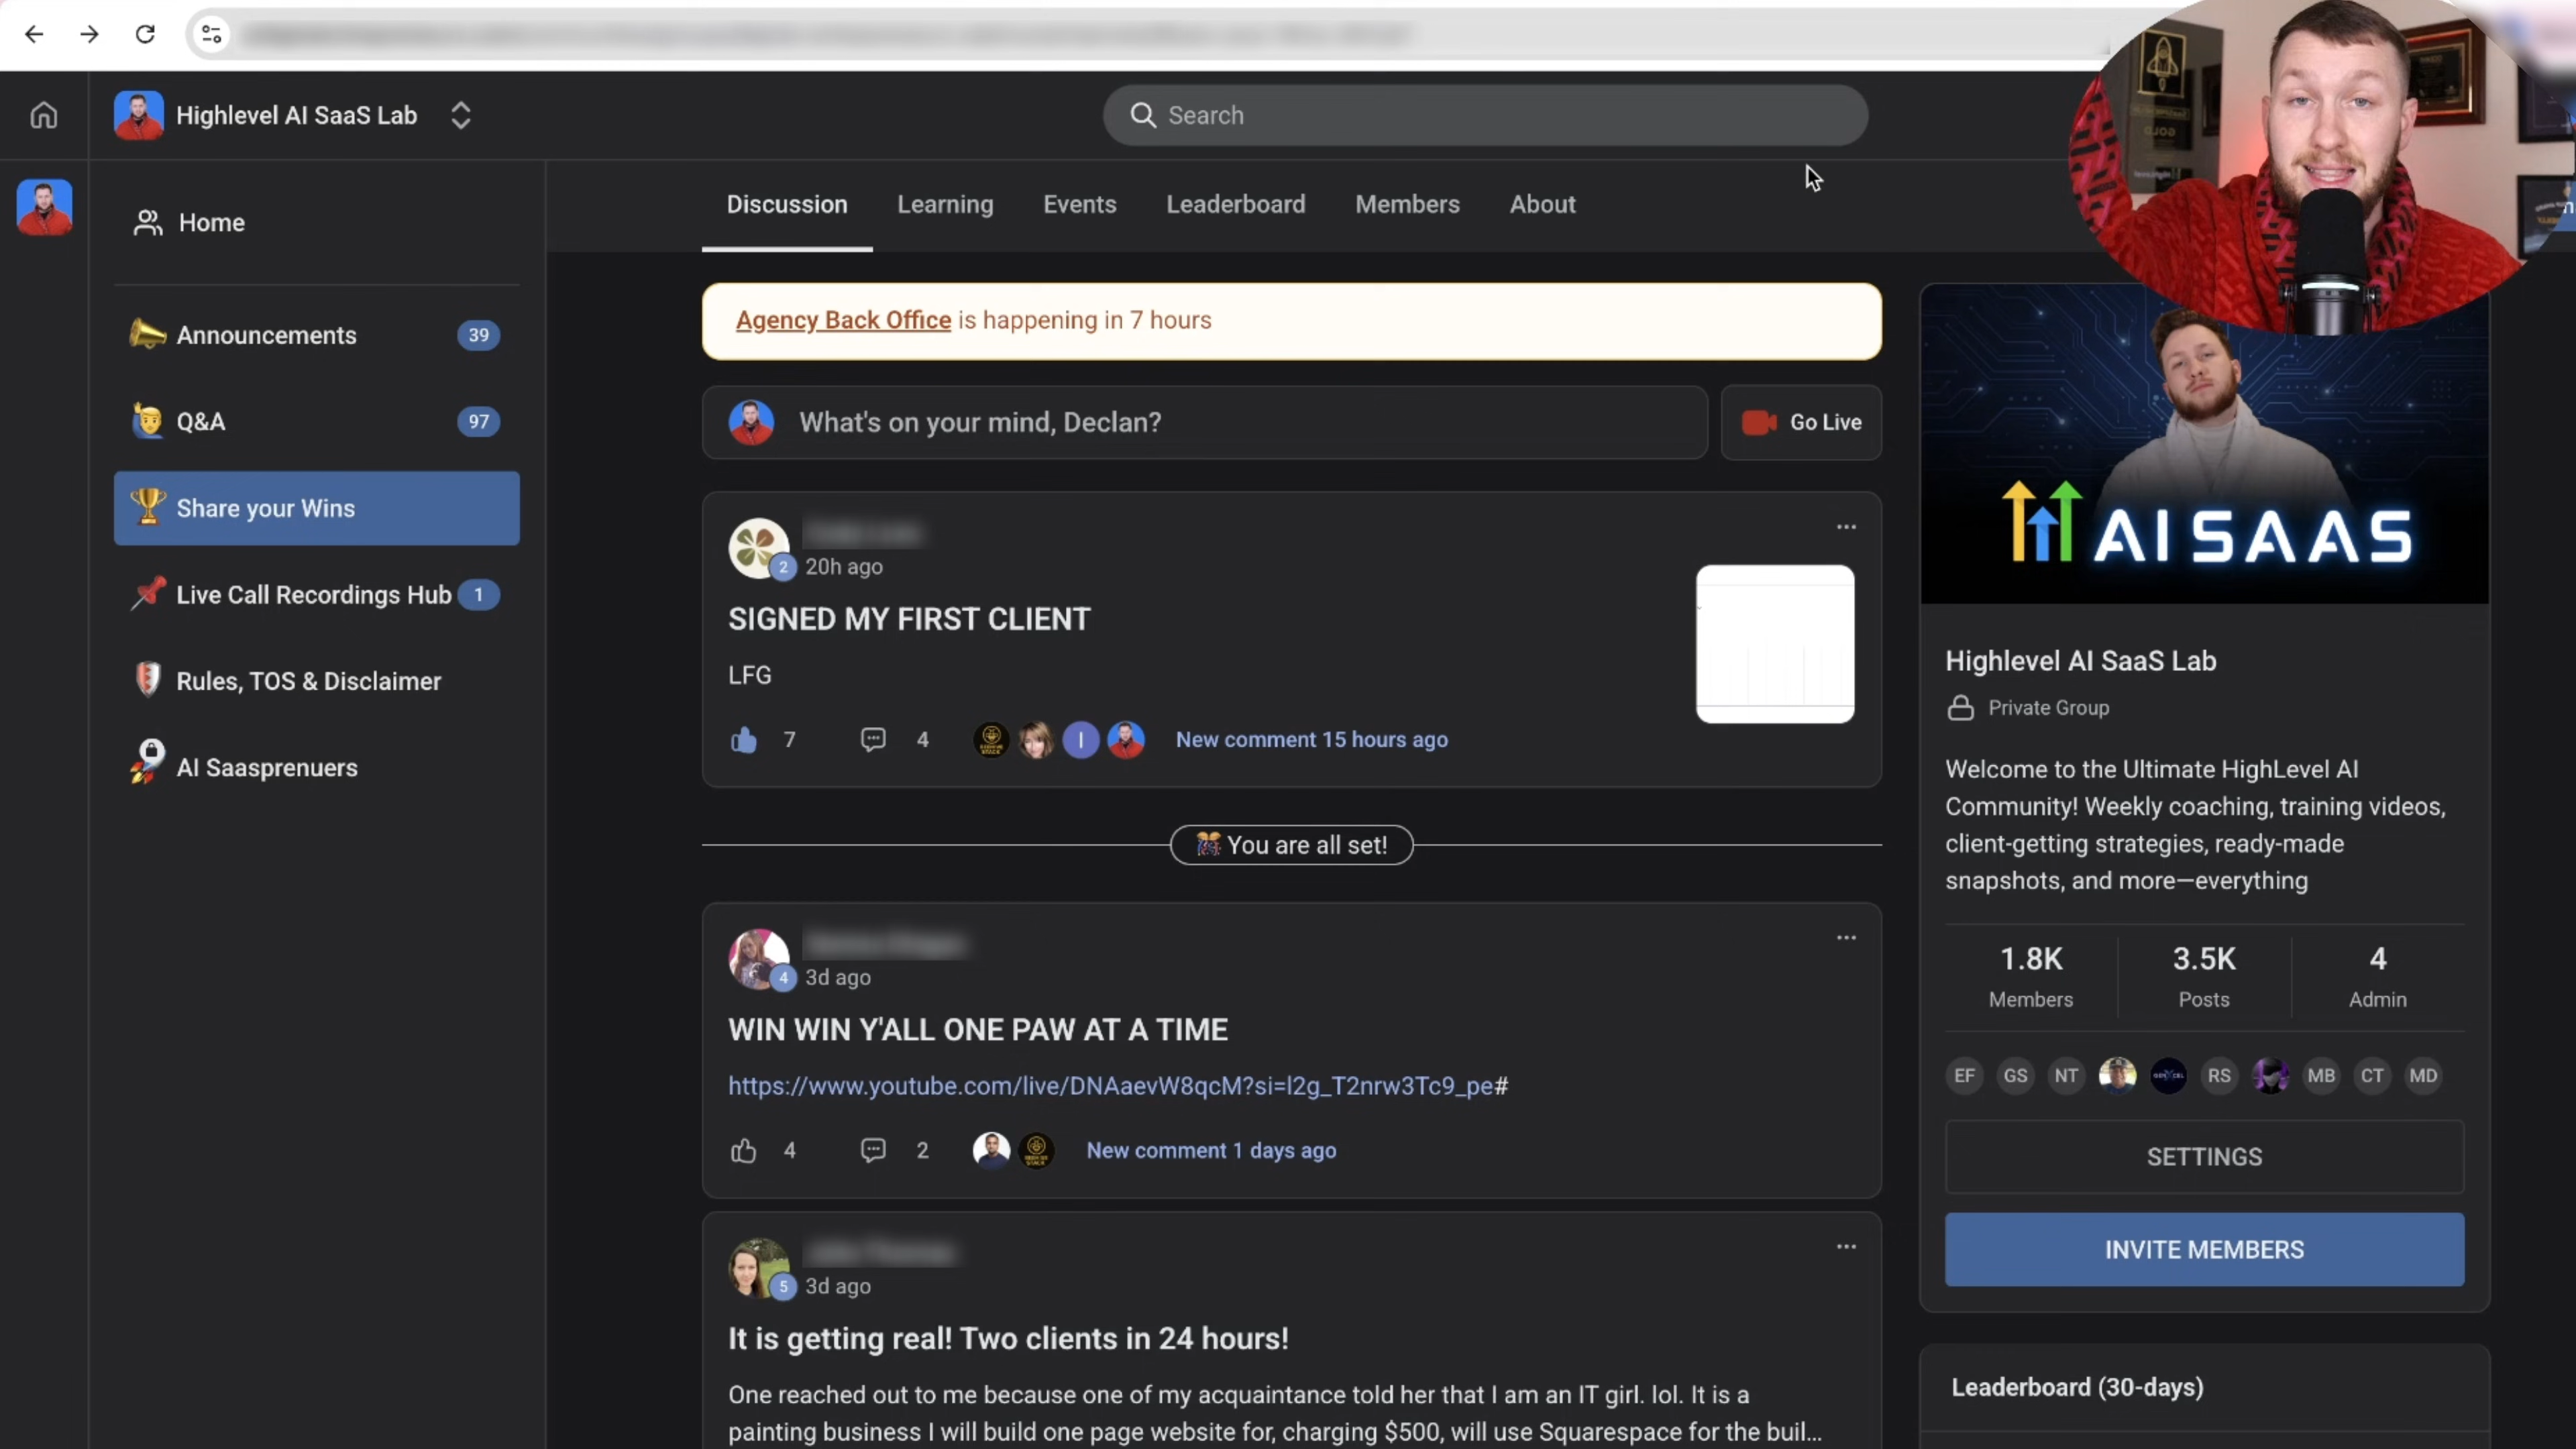 Highlevel AI SaaS Lab
Search
Home
Announcements 39
Q&A 97
Share your Wins
Live Call Recordings Hub 1
Rules, TOS & Disclaimer
AI Saasprenuers
Discussion Learning Events Leaderboard Members About
Agency Back Office is happening in 7 hours
What's on your mind, Declan?
Go Live
2
20h ago
SIGNED MY FIRST CLIENT
LFG
7 4 I New comment 15 hours ago
You are all set!
4
3d ago
WIN WIN Y'ALL ONE PAW AT A TIME
https://www.youtube.com/live/DNAaevW8qcM?si=l2g_T2nrw3Tc9_pe#
4 2 New comment 1 days ago
5
3d ago
It is getting real! Two clients in 24 hours!
One reached out to me because one of my acquaintance told her that I am an IT girl. lol. It is a
painting business I will build one page website for, charging $500, will use Squarespace for the buil...
AI SAAS
Highlevel AI SaaS Lab
Private Group
Welcome to the Ultimate HighLevel AI
Community! Weekly coaching, training videos,
client-getting strategies, ready-made
snapshots, and more—everything
1.8K 3.5K 4
Members Posts Admin
EF GS NT RS MB CT MD
SETTINGS
INVITE MEMBERS
Leaderboard (30-days)